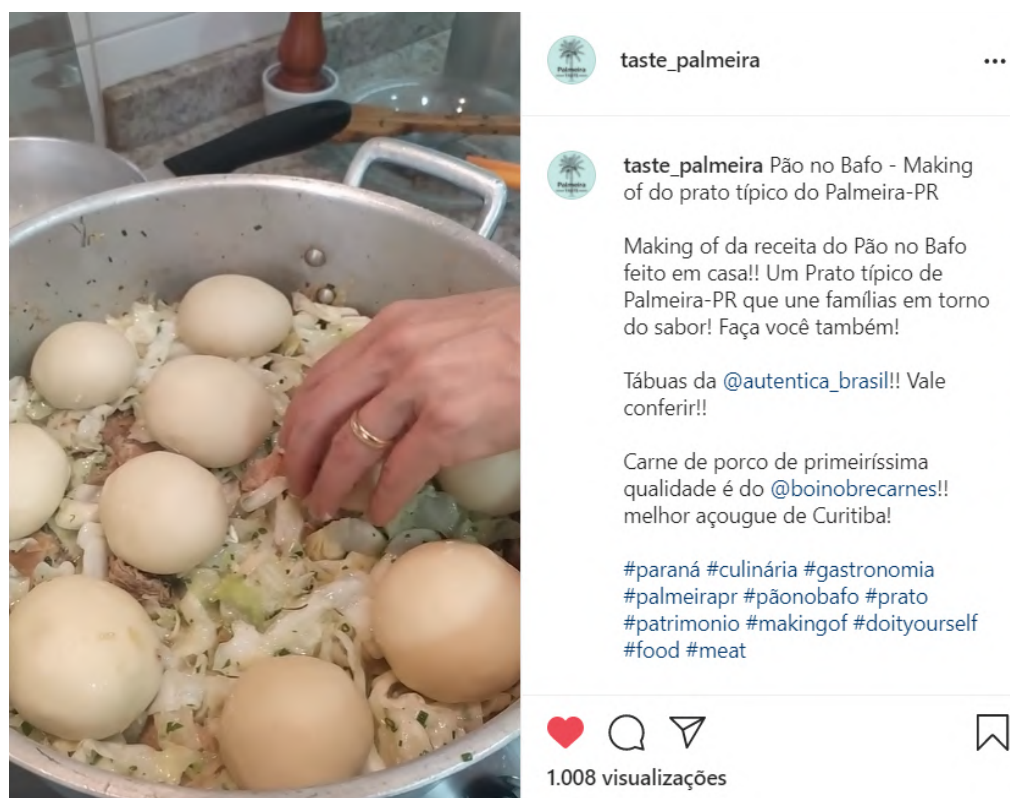 Palmeira
taste_palmeira
Palmeira
taste_palmeira Pão no Bafo - Making
of do prato típico do Palmeira-PR
Making of da receita do Pão no Bafo
feito em casa!! Um Prato típico de
Palmeira-PR que une famílias em torno
do sabor! Faça você também!
Tábuas da @autentica_brasil!! Vale
conferir!!
Carne de porco de primeiríssima
qualidade é do @boinobrecarnes!!
melhor açougue de Curitiba!
#paraná #culinária #gastronomia
#palmeirapr #pãonobafo #prato
#patrimonio #makingof #doityourself
#food #meat
1.008 visualizações